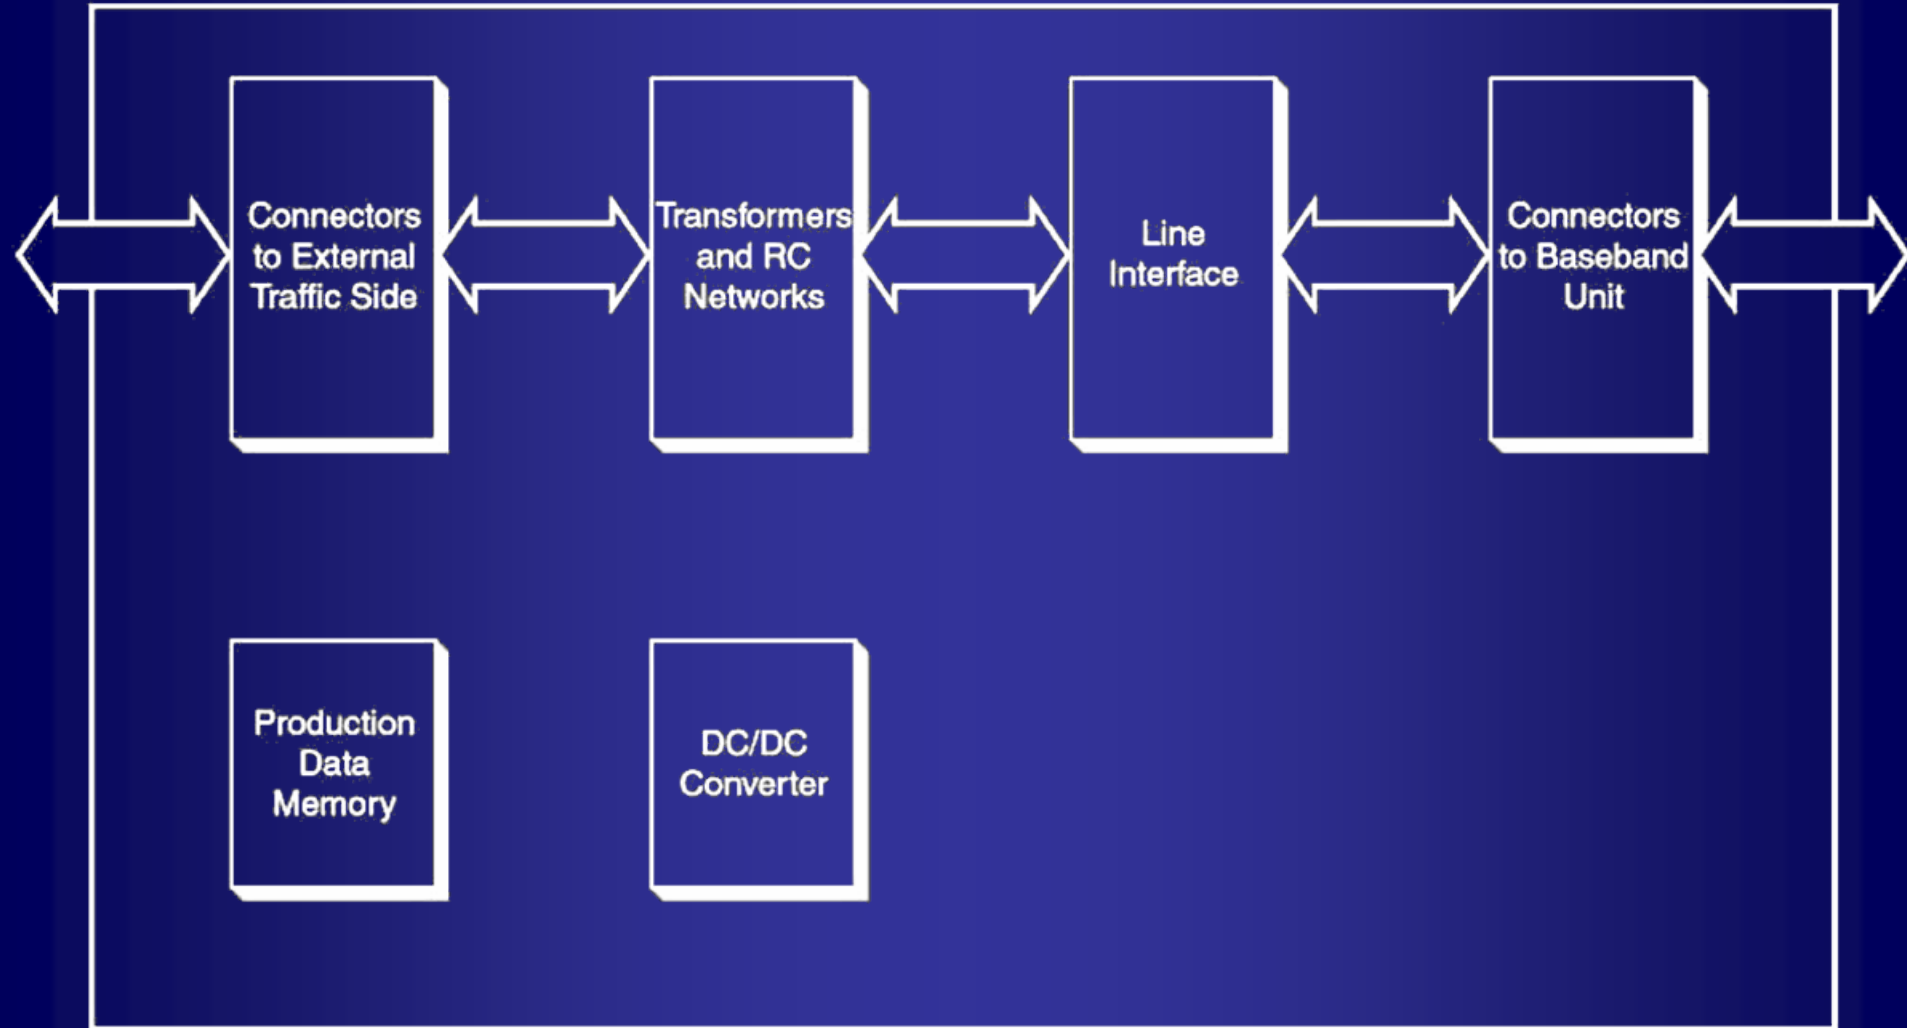 Connectors
to External
Traffic Side
Transformers
and RC
Networks
Line
Interface
Connectors
to Baseband
Unit
Production
Data
Memory
DC/DC
Converter